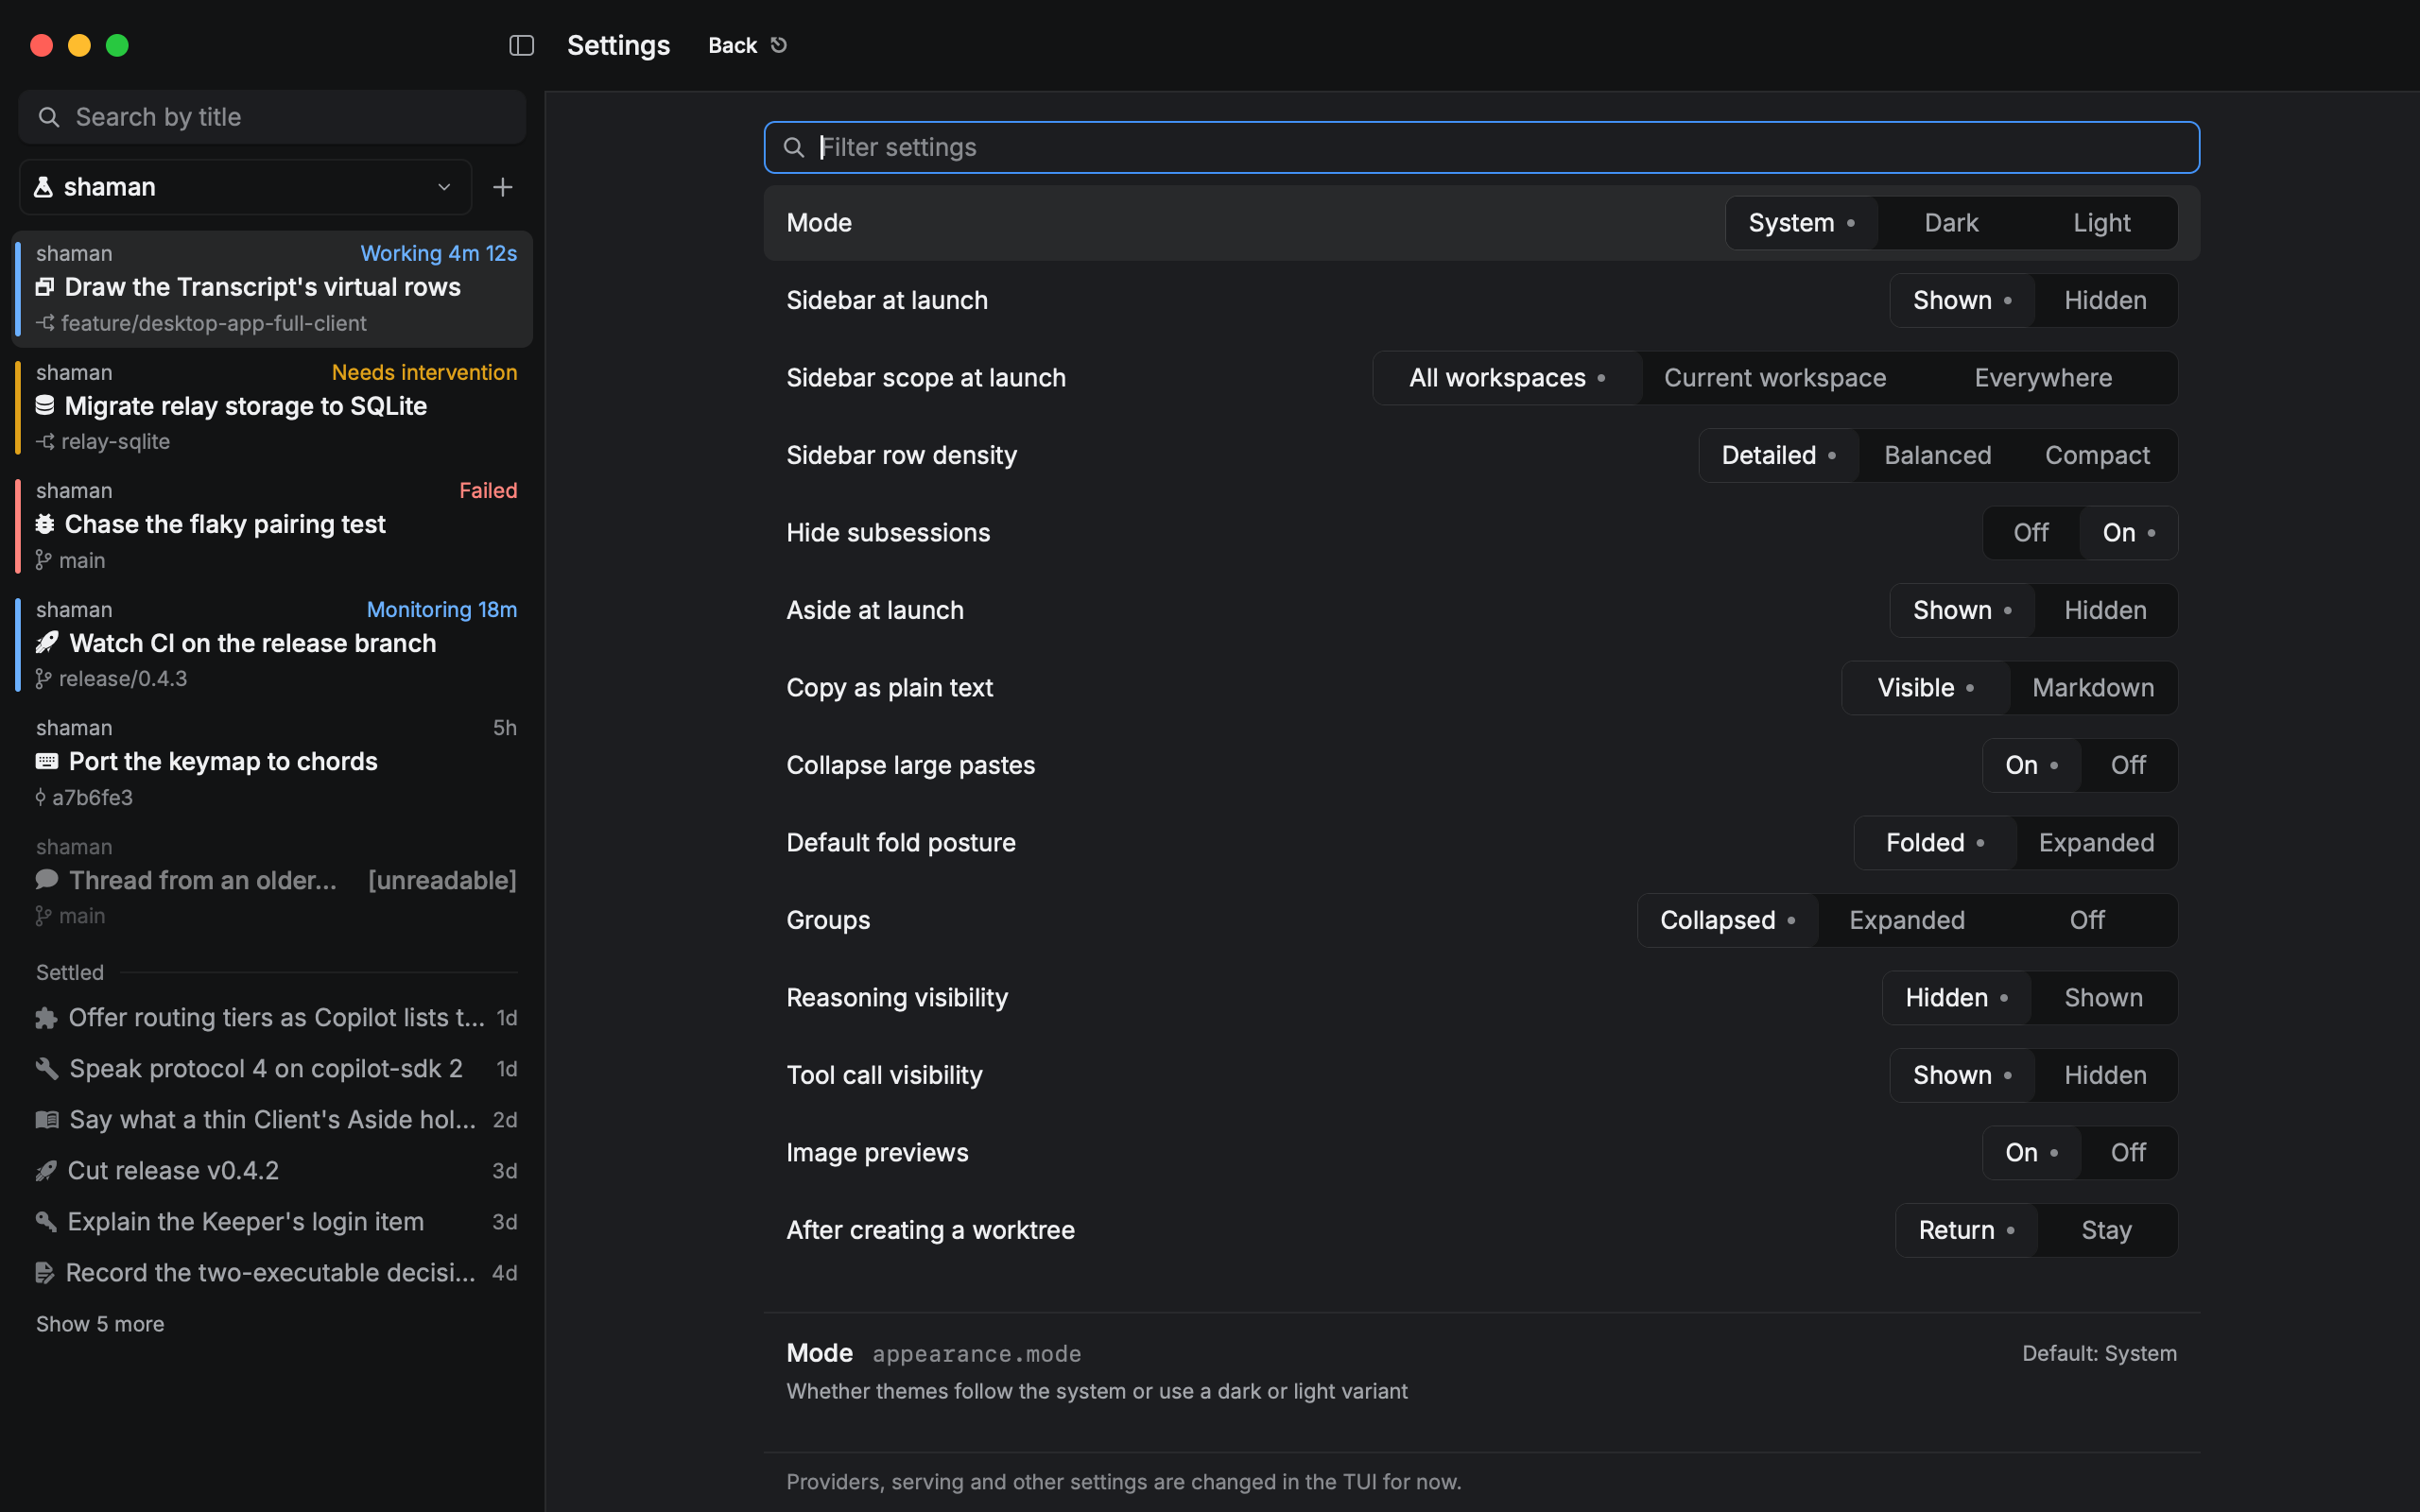 Settings Back
Search by title
shaman
shaman Working 4m 12s
Draw the Transcript's virtual rows
feature/desktop-app-full-client
shaman Needs intervention
Migrate relay storage to SQLite
relay-sqlite
shaman Failed
Chase the flaky pairing test
main
shaman Monitoring 18m
Watch CI on the release branch
release/0.4.3
shaman 5h
Port the keymap to chords
a7b6fe3
shaman
Thread from an older... [unreadable]
main
Settled
Offer routing tiers as Copilot lists t... 1d
Speak protocol 4 on copilot-sdk 2 1d
Say what a thin Client's Aside hol... 2d
Cut release v0.4.2 3d
Explain the Keeper's login item 3d
Record the two-executable decisi... 4d
Show 5 more
Filter settings
Mode System Dark Light
Sidebar at launch Shown Hidden
Sidebar scope at launch All workspaces Current workspace Everywhere
Sidebar row density Detailed Balanced Compact
Hide subsessions Off On
Aside at launch Shown Hidden
Copy as plain text Visible Markdown
Collapse large pastes On Off
Default fold posture Folded Expanded
Groups Collapsed Expanded Off
Reasoning visibility Hidden Shown
Tool call visibility Shown Hidden
Image previews On Off
After creating a worktree Return Stay
Mode appearance.mode Default: System
Whether themes follow the system or use a dark or light variant
Providers, serving and other settings are changed in the TUI for now.